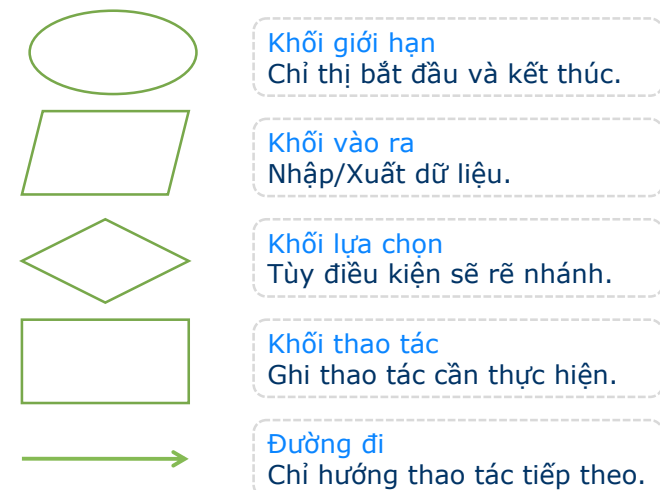 Khối giới hạn
Chỉ thị bắt đầu và kết thúc.
Khối vào ra
Nhập/Xuất dữ liệu.
Khối lựa chọn
Tùy điều kiện sẽ rẽ nhánh.
Khối thao tác
Ghi thao tác cần thực hiện.
Đường đi
Chỉ hướng thao tác tiếp theo.